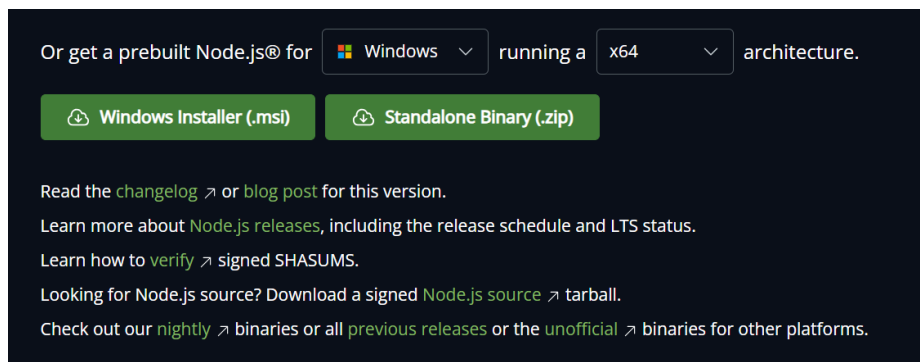 Or get a prebuilt Node.js® for Windows running a x64 architecture.
Windows Installer (.msi) Standalone Binary (.zip)
Read the changelog ↗ or blog post for this version.
Learn more about Node.js releases, including the release schedule and LTS status.
Learn how to verify ↗ signed SHASUMS.
Looking for Node.js source? Download a signed Node.js source ↗ tarball.
Check out our nightly ↗ binaries or all previous releases or the unofficial ↗ binaries for other platforms.